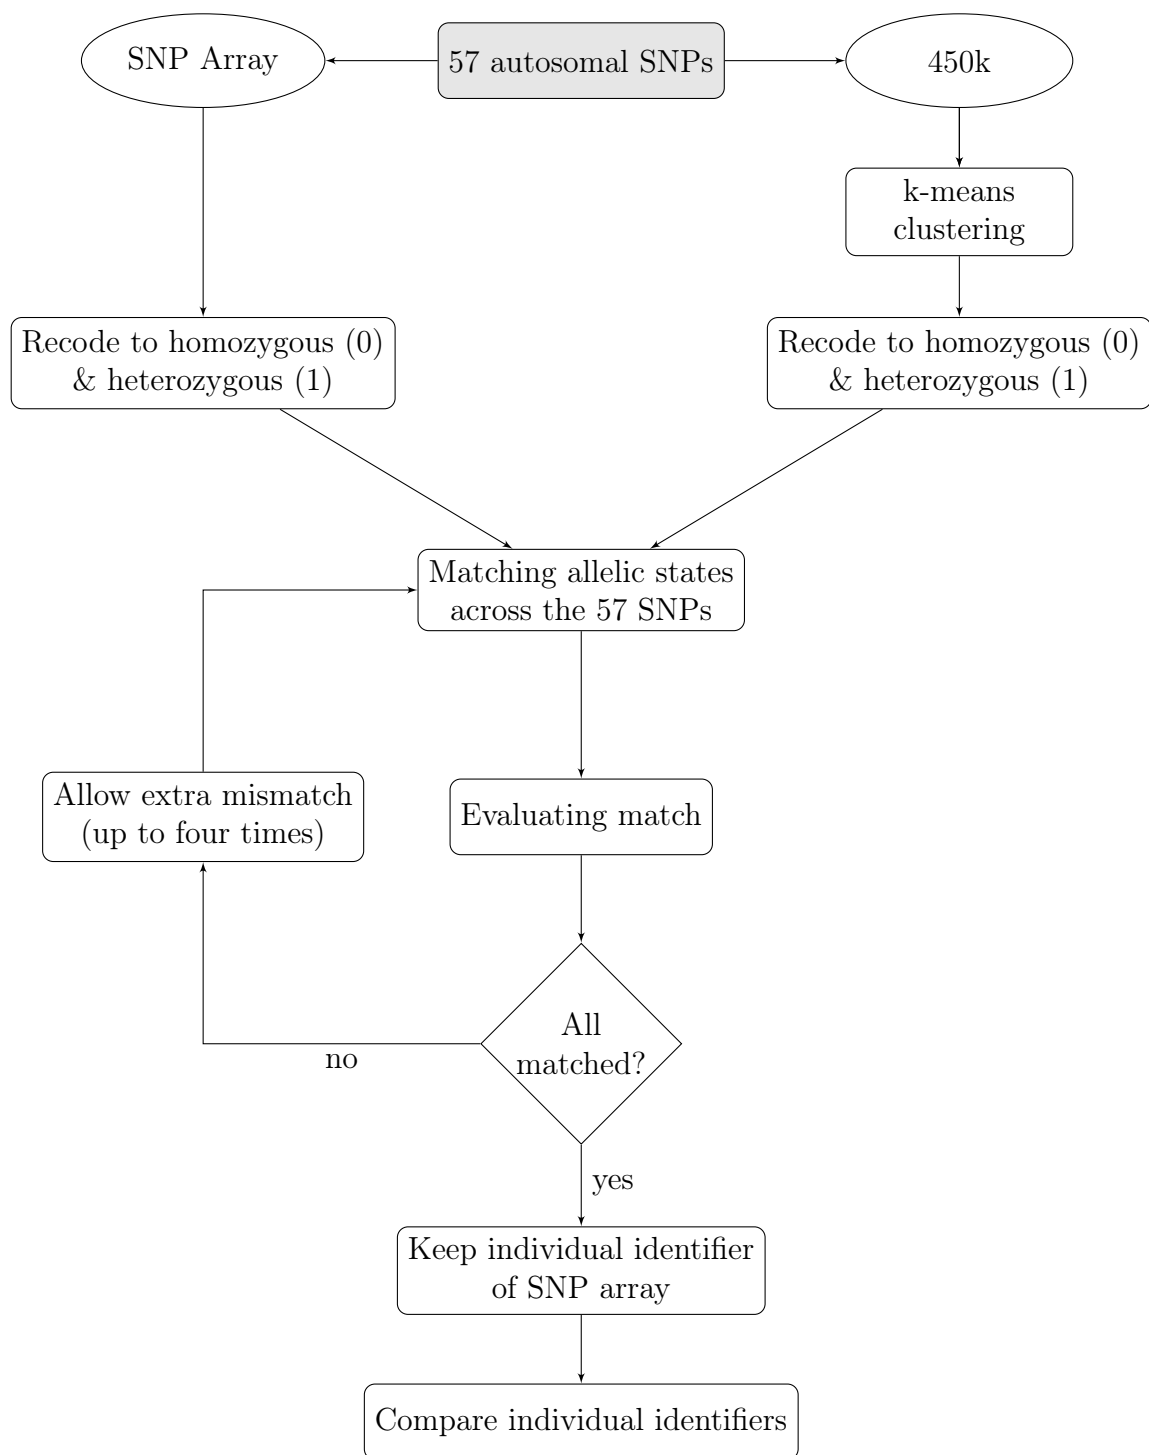 SNP Array
57 autosomal SNPs
450k
k-means
clustering
Recode to homozygous (0)
& heterozygous (1)
Recode to homozygous (0)
& heterozygous (1)
Matching allelic states
across the 57 SNPs
Allow extra mismatch
(up to four times)
Evaluating match
All
matched?
no
yes
Keep individual identifier
of SNP array
Compare individual identifiers